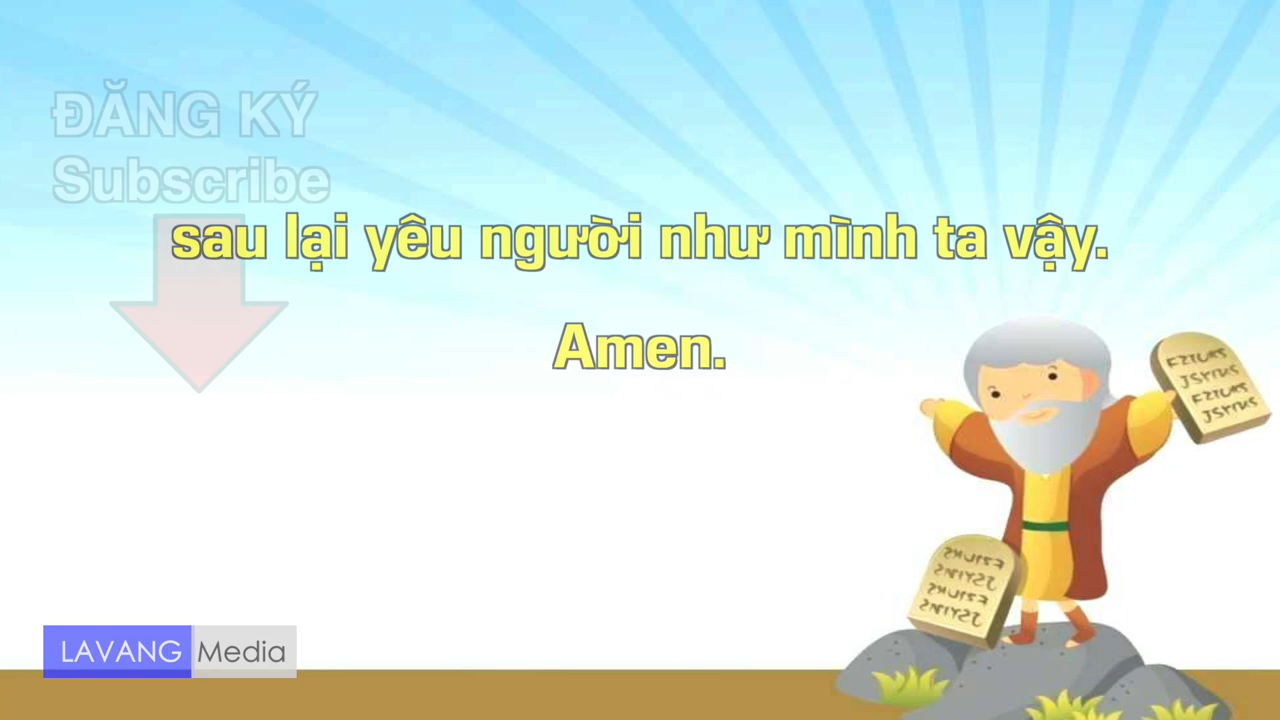 ĐĂNG KÝ
Subscribe
sau lại yêu người như mình ta vậy.
Amen.
LAVANG Media